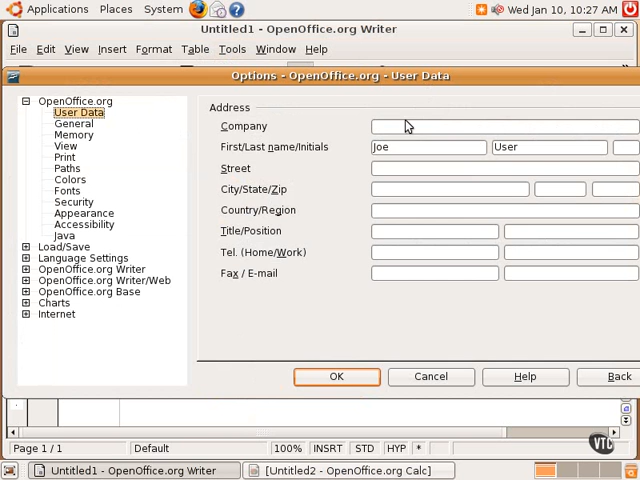 Applications Places System Wed Jan 10, 10:27 AM
Untitled1 - OpenOffice.org Writer
File Edit View Insert Format Table Tools Window Help
Options - OpenOffice.org - User Data
OpenOffice.org
User Data
General
Memory
View
Print
Paths
Colors
Fonts
Security
Appearance
Accessibility
Java
Load/Save
Language Settings
OpenOffice.org Writer
OpenOffice.org Writer/Web
OpenOffice.org Base
Charts
Internet
Address
Company
First/Last name/Initials Joe User
Street
City/State/Zip
Country/Region
Title/Position
Tel. (Home/Work)
Fax / E-mail
OK Cancel Help Back
Page 1 / 1 Default 100% INSRT STD HYP *
VTC
Untitled1 - OpenOffice.org Writer [Untitled2 - OpenOffice.org Calc]